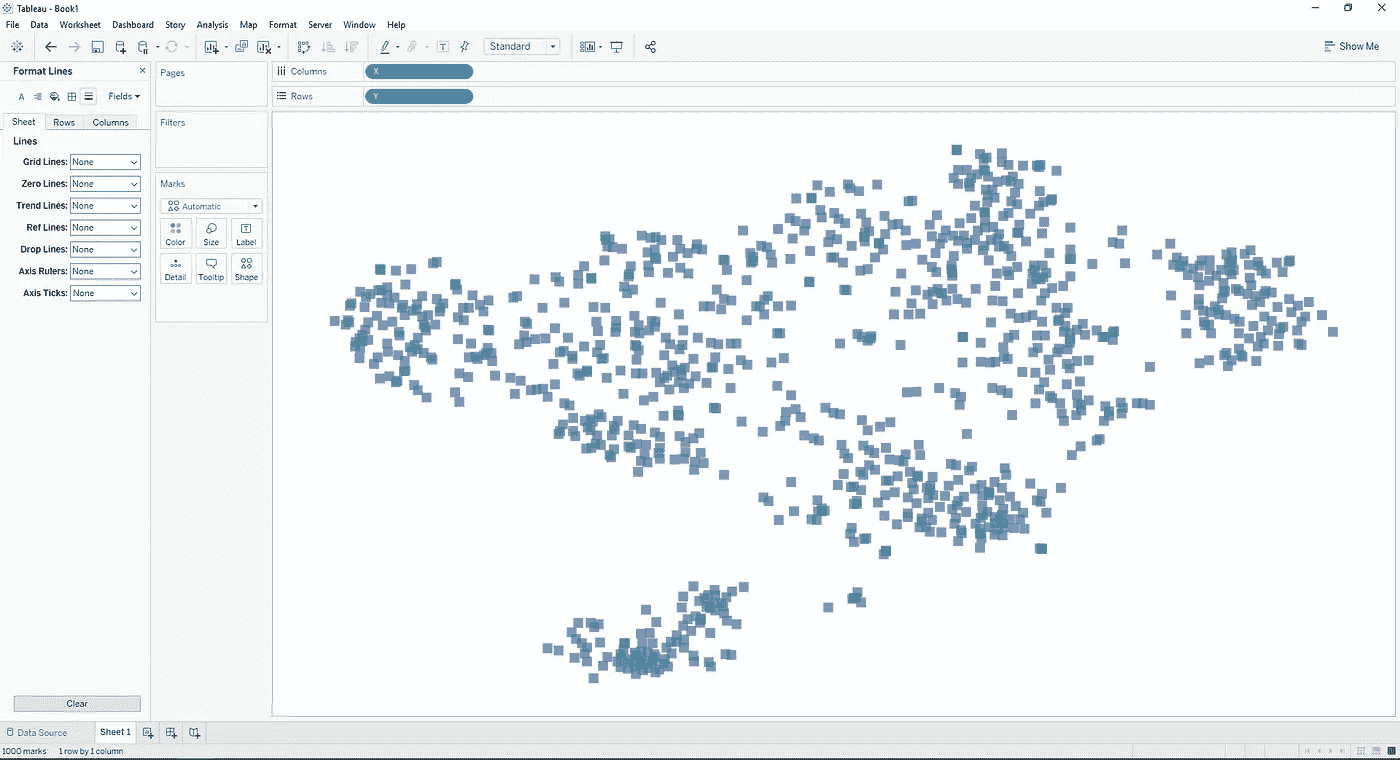 Tableau - Book1
File Data Worksheet Dashboard Story Analysis Map Format Server Window Help
Standard
Show Me
Format Lines
Fields
Sheet Rows Columns
Lines
Grid Lines: None
Zero Lines: None
Trend Lines: None
Ref Lines: None
Drop Lines: None
Axis Rulers: None
Axis Ticks: None
Clear
Pages
Filters
Marks
Automatic
Color Size Label
Detail Tooltip Shape
Columns X
Rows Y
Data Source Sheet 1
1000 marks 1 row by 1 column